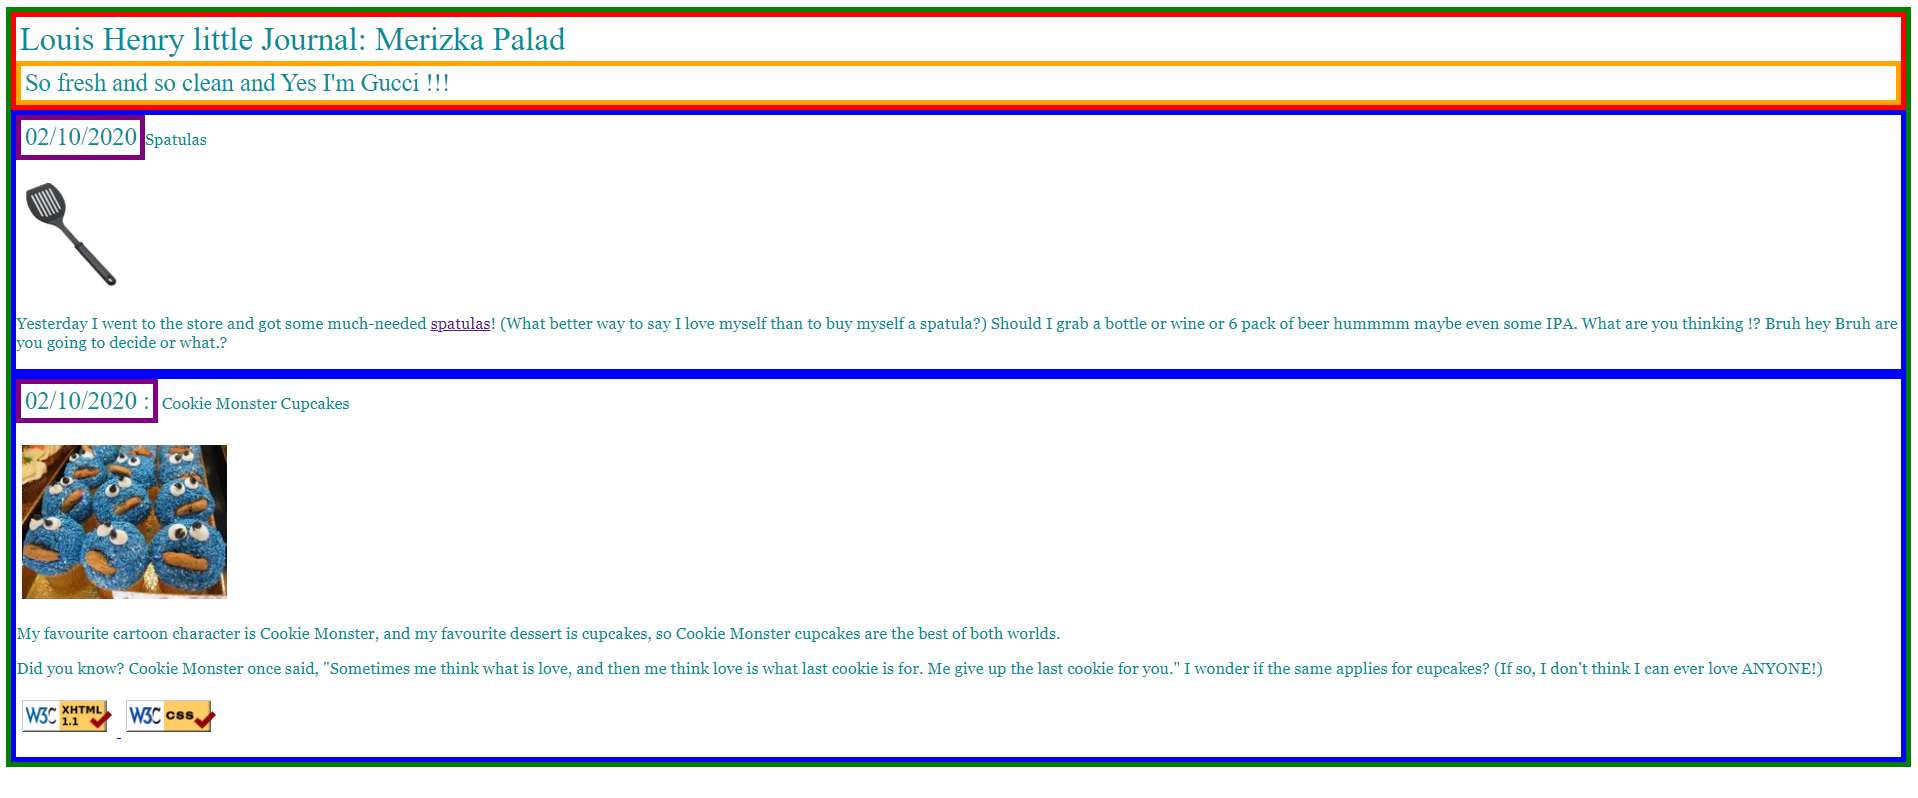 Louis Henry little Journal: Merizka Palad
So fresh and so clean and Yes I'm Gucci !!!
02/10/2020 Spatulas
Yesterday I went to the store and got some much-needed spatulas! (What better way to say I love myself than to buy myself a spatula?) Should I grab a bottle or wine or 6 pack of beer hummmm maybe even some IPA. What are you thinking !? Bruh hey Bruh are
you going to decide or what.?
02/10/2020 : Cookie Monster Cupcakes
My favourite cartoon character is Cookie Monster, and my favourite dessert is cupcakes, so Cookie Monster cupcakes are the best of both worlds.
Did you know? Cookie Monster once said, "Sometimes me think what is love, and then me think love is what last cookie is for. Me give up the last cookie for you." I wonder if the same applies for cupcakes? (If so, I don't think I can ever love ANYONE!)
W3C XHTML 1.1 W3C css